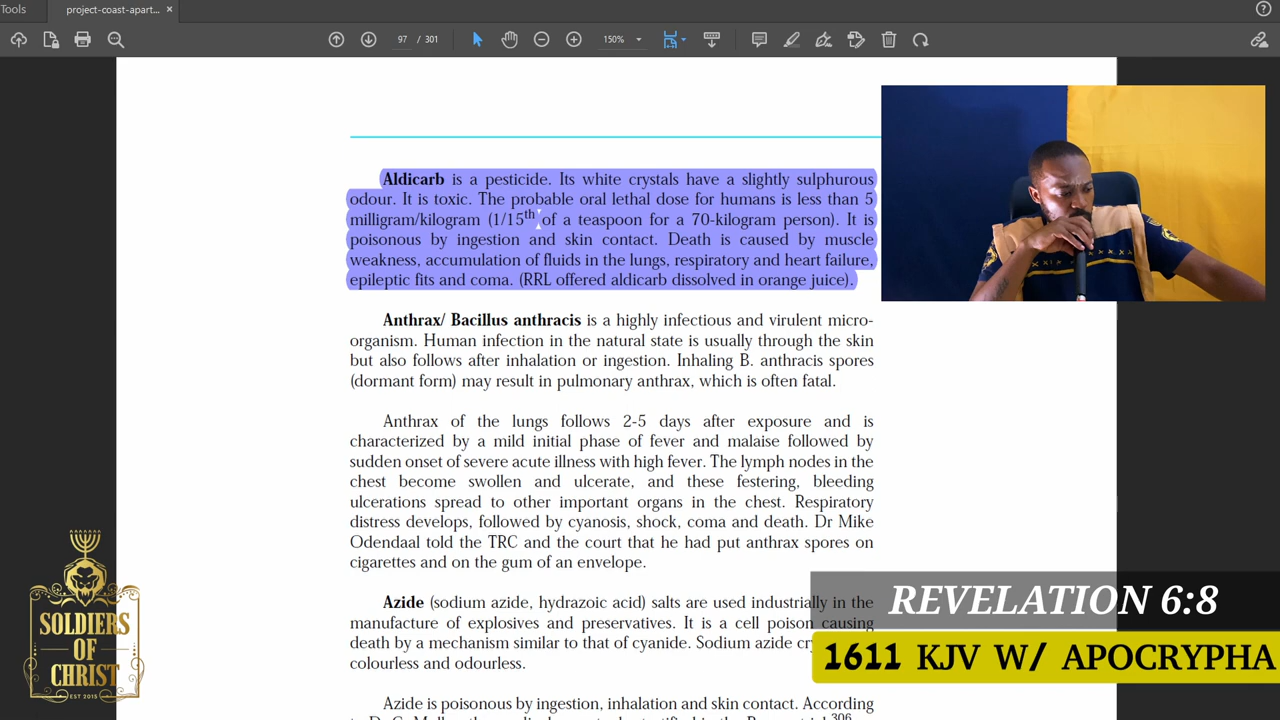 Tools
project-coast-apart... ×
97 / 301
150%
Aldicarb is a pesticide. Its white crystals have a slightly sulphurous
odour. It is toxic. The probable oral lethal dose for humans is less than 5
milligram/kilogram (1/15th of a teaspoon for a 70-kilogram person). It is
poisonous by ingestion and skin contact. Death is caused by muscle
weakness, accumulation of fluids in the lungs, respiratory and heart failure,
epileptic fits and coma. (RRL offered aldicarb dissolved in orange juice).
Anthrax/ Bacillus anthracis is a highly infectious and virulent micro-
organism. Human infection in the natural state is usually through the skin
but also follows after inhalation or ingestion. Inhaling B. anthracis spores
(dormant form) may result in pulmonary anthrax, which is often fatal.
Anthrax of the lungs follows 2-5 days after exposure and is
characterized by a mild initial phase of fever and malaise followed by
sudden onset of severe acute illness with high fever. The lymph nodes in the
chest become swollen and ulcerate, and these festering, bleeding
ulcerations spread to other important organs in the chest. Respiratory
distress develops, followed by cyanosis, shock, coma and death. Dr Mike
Odendaal told the TRC and the court that he had put anthrax spores on
cigarettes and on the gum of an envelope.
Azide (sodium azide, hydrazoic acid) salts are used industrially in the
manufacture of explosives and preservatives. It is a cell poison causing
death by a mechanism similar to that of cyanide. Sodium azide
colourless and odourless.
Azide is poisonous by ingestion, inhalation and skin contact. According
306
SOLDIERS
OF
CHRIST
EST 2015
REVELATION 6:8
1611 KJV W/ APOCRYPHA